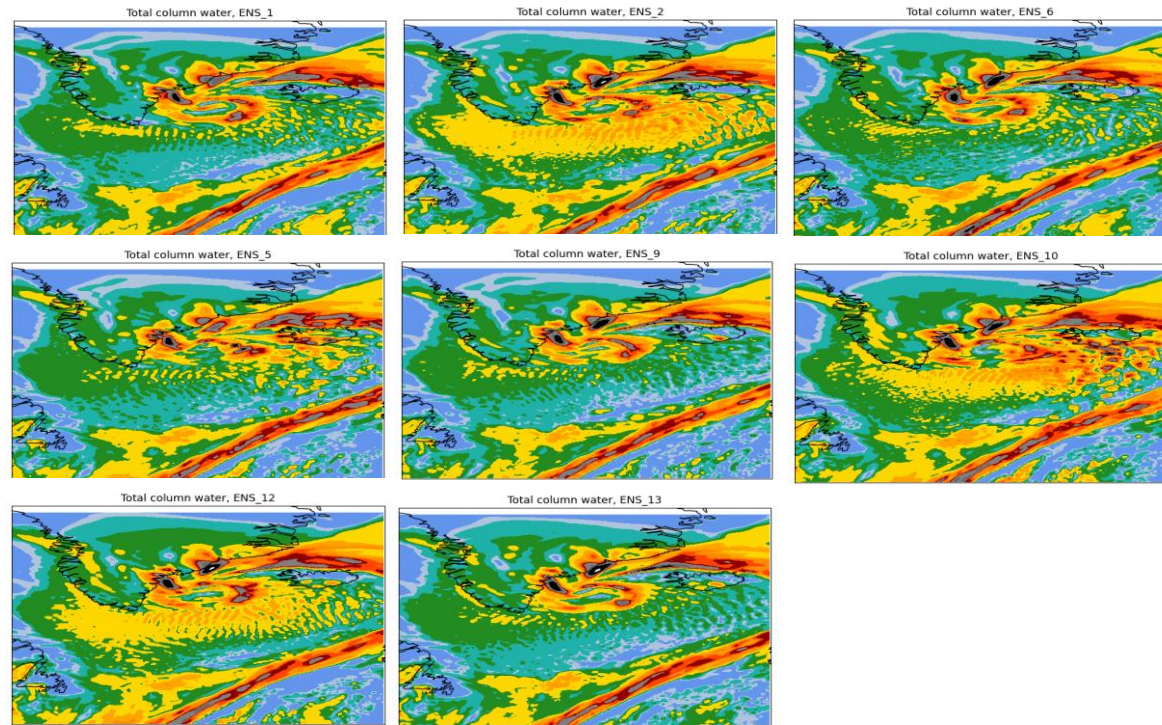 Total column water, ENS_1
Total column water, ENS_2
Total column water, ENS_6
Total column water, ENS_5
Total column water, ENS_9
Total column water, ENS_10
Total column water, ENS_12
Total column water, ENS_13